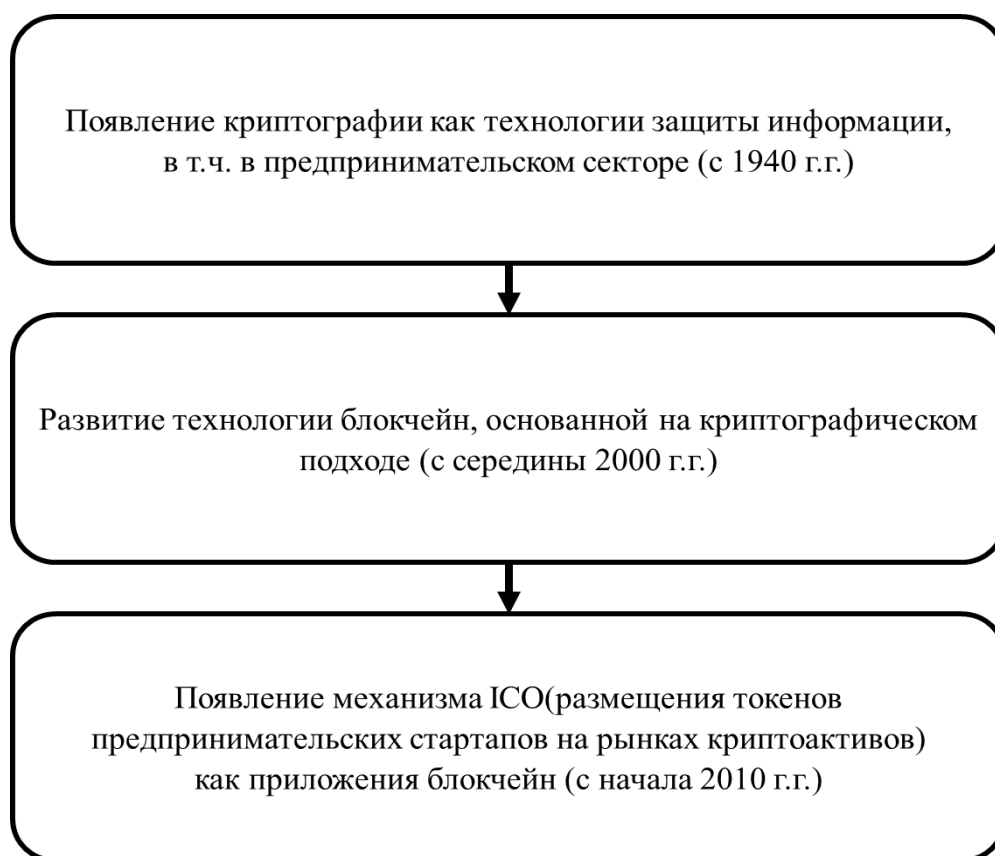 Появление криптографии как технологии защиты информации,
в т.ч. в предпринимательском секторе (с 1940 г.г.)
Развитие технологии блокчейн, основанной на криптографическом
подходе (с середины 2000 г.г.)
Появление механизма ICO(размещения токенов
предпринимательских стартапов на рынках криптоактивов)
как приложения блокчейн (с начала 2010 г.г.)